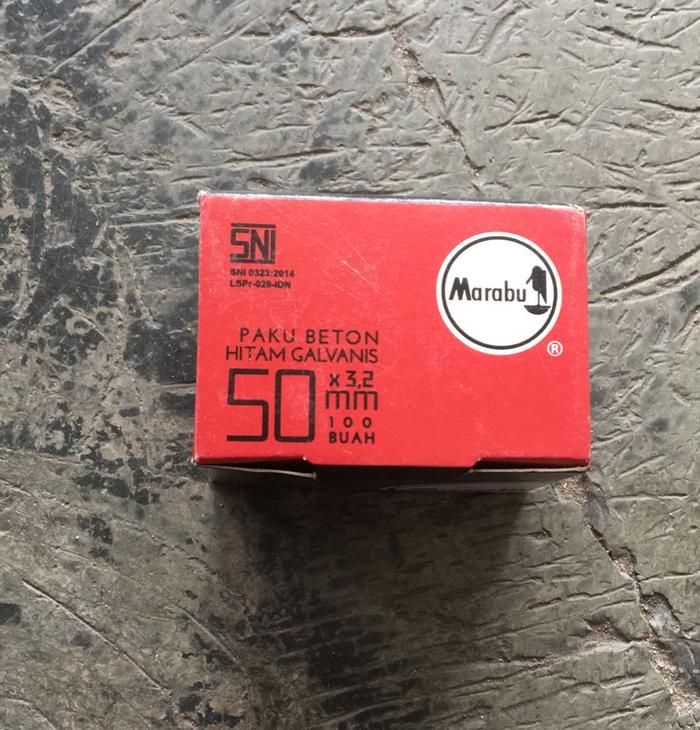 SNI
SNI 0323:2014
LSPr-029-IDN
Marabu
®
PAKU BETON
HITAM GALVANIS
50 x 3,2 mm
100
BUAH